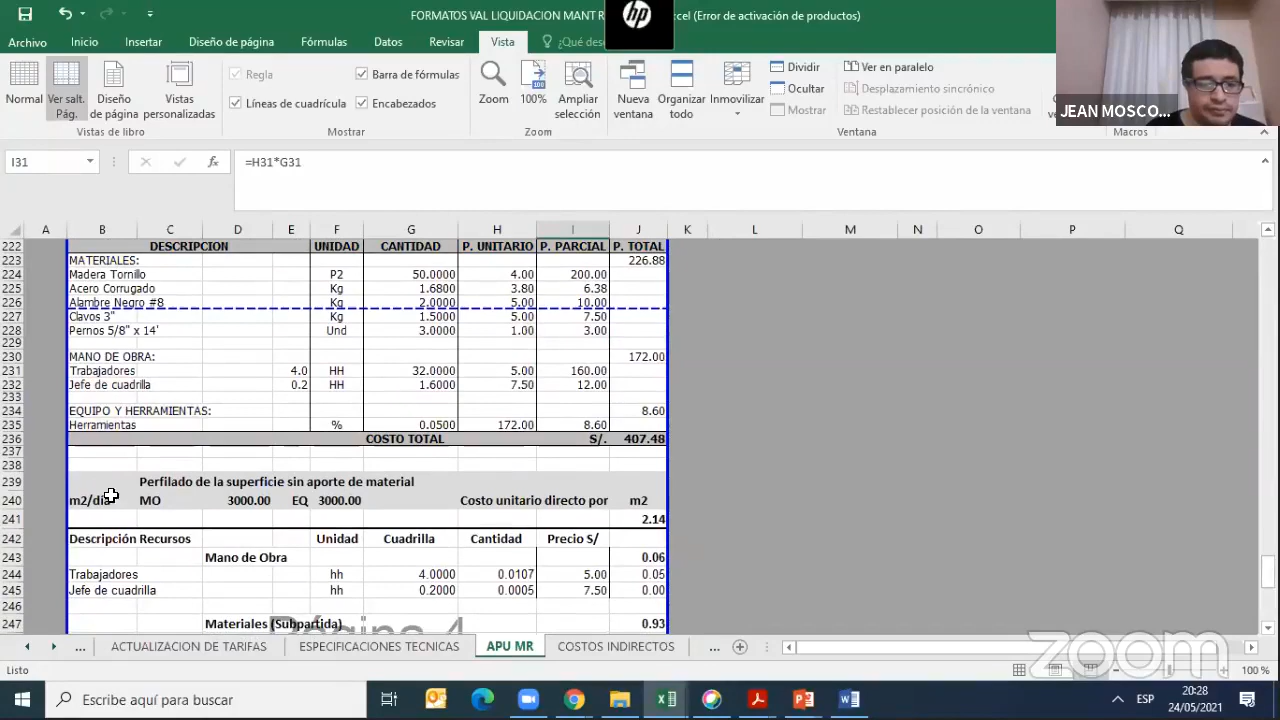 FORMATOS VAL LIQUIDACION MANT R
cel (Error de activación de productos)
hp
Archivo Inicio Insertar Diseño de página Fórmulas Datos Revisar Vista ¿Qué des
Normal
Ver salt. Pág.
Diseño de página
Vistas personalizadas
Vistas de libro
Regla
Barra de fórmulas
Líneas de cuadrícula
Encabezados
Mostrar
Zoom
100%
Ampliar selección
Zoom
Nueva ventana
Organizar todo
Inmovilizar
Dividir
Ocultar
Mostrar
Ver en paralelo
Desplazamiento sincrónico
Restablecer posición de la ventana
Ventana
Macros
JEAN MOSCO...
I31 fx =H31*G31
A B C D E F G H I J K L M N O P Q
222 DESCRIPCION UNIDAD CANTIDAD P. UNITARIO P. PARCIAL P. TOTAL
223 MATERIALES: 226.88
224 Madera Tornillo P2 50.0000 4.00 200.00
225 Acero Corrugado Kg 1.6800 3.80 6.38
226 Alambre Negro #8 Kg 2.0000 5.00 10.00
227 Clavos 3" Kg 1.5000 5.00 7.50
228 Pernos 5/8" x 14' Und 3.0000 1.00 3.00
229
230 MANO DE OBRA: 172.00
231 Trabajadores 4.0 HH 32.0000 5.00 160.00
232 Jefe de cuadrilla 0.2 HH 1.6000 7.50 12.00
233
234 EQUIPO Y HERRAMIENTAS: 8.60
235 Herramientas % 0.0500 172.00 8.60
236 COSTO TOTAL S/. 407.48
237
238
239 Perfilado de la superficie sin aporte de material
240 m2/dia MO 3000.00 EQ 3000.00 Costo unitario directo por m2
241 2.14
242 Descripción Recursos Unidad Cuadrilla Cantidad Precio S/
243 Mano de Obra 0.06
244 Trabajadores hh 4.0000 0.0107 5.00 0.05
245 Jefe de cuadrilla hh 0.2000 0.0005 7.50 0.00
246
247 Materiales (Subpartida) 0.93
Página 4
... ACTUALIZACION DE TARIFAS ESPECIFICACIONES TECNICAS APU MR COSTOS INDIRECTOS ...
zoom
Listo 100 %
Escribe aquí para buscar
ESP
20:28
24/05/2021